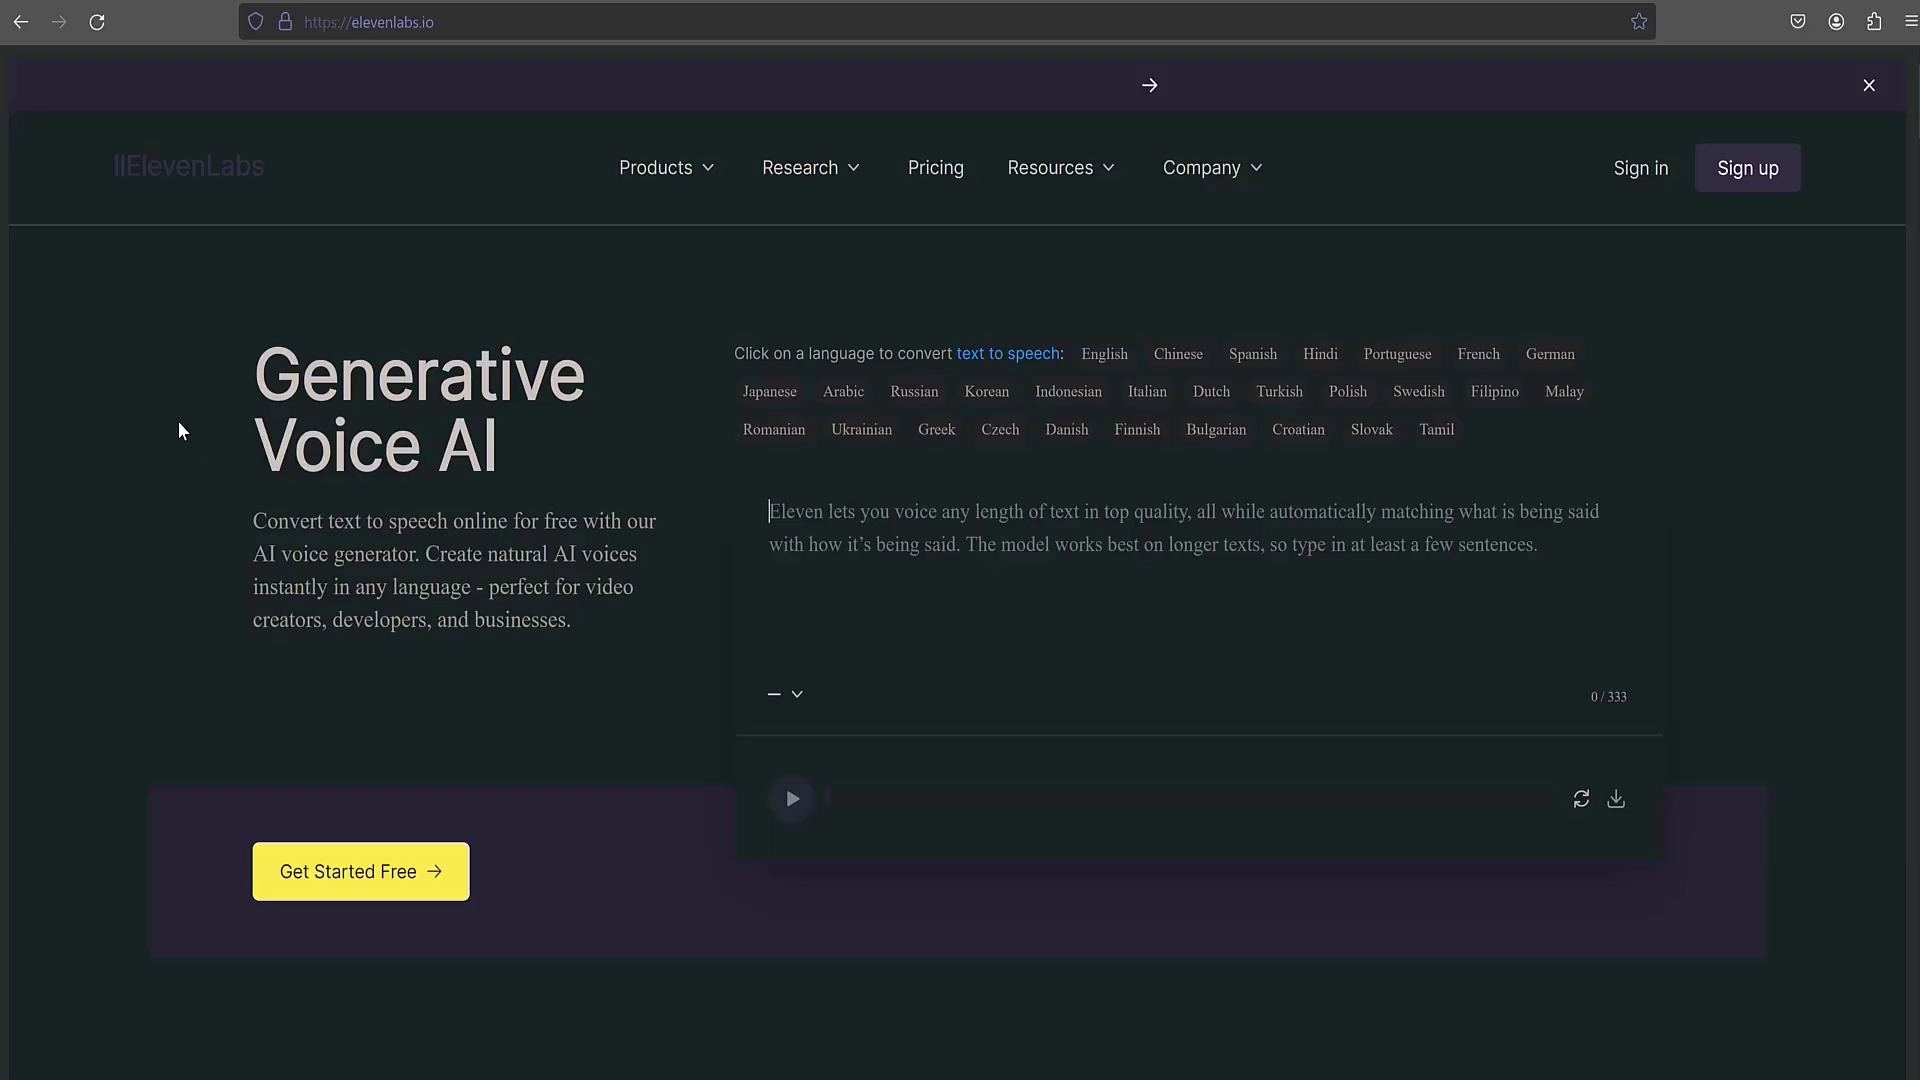 https://elevenlabs.io
IIElevenLabs
Products
Research
Pricing
Resources
Company
Sign in
Sign up
Generative
Voice AI
Convert text to speech online for free with our
AI voice generator. Create natural AI voices
instantly in any language - perfect for video
creators, developers, and businesses.
Click on a language to convert text to speech: English Chinese Spanish Hindi Portuguese French German
Japanese Arabic Russian Korean Indonesian Italian Dutch Turkish Polish Swedish Filipino Malay
Romanian Ukrainian Greek Czech Danish Finnish Bulgarian Croatian Slovak Tamil
Eleven lets you voice any length of text in top quality, all while automatically matching what is being said
with how it’s being said. The model works best on longer texts, so type in at least a few sentences.
0 / 333
Get Started Free